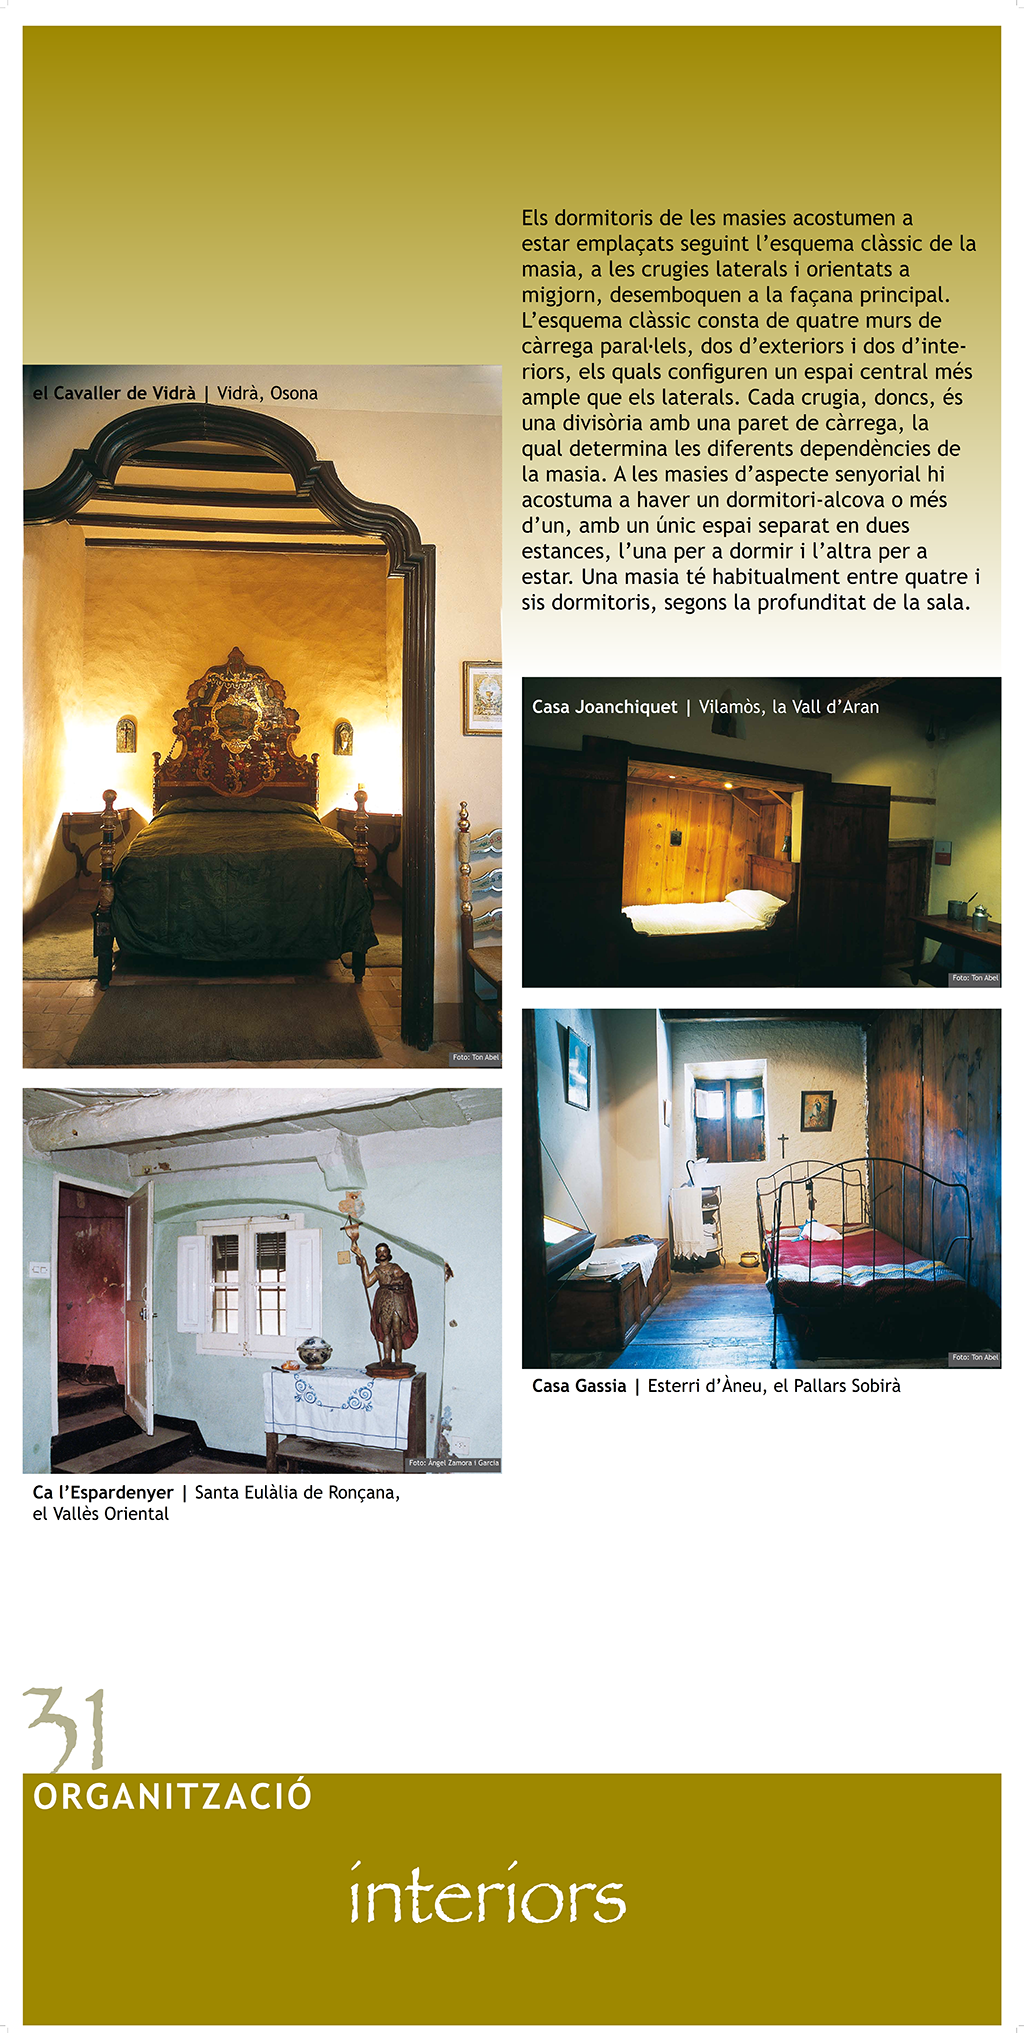 Els dormitoris de les masies acostumen a
estar emplaçats seguint l’esquema clàssic de la
masia, a les crugies laterals i orientats a
migjorn, desemboquen a la façana principal.
L’esquema clàssic consta de quatre murs de
càrrega paral·lels, dos d’exteriors i dos d’inte-
riors, els quals configuren un espai central més
ample que els laterals. Cada crugia, doncs, és
una divisòria amb una paret de càrrega, la
qual determina les diferents dependències de
la masia. A les masies d’aspecte senyorial hi
acostuma a haver un dormitori-alcova o més
d’un, amb un únic espai separat en dues
estances, l’una per a dormir i l’altra per a
estar. Una masia té habitualment entre quatre i
sis dormitoris, segons la profunditat de la sala.
el Cavaller de Vidrà | Vidrà, Osona
Foto: Ton Abel
Casa Joanchiquet | Vilamòs, la Vall d’Aran
Foto: Ton Abel
Foto: Ton Abel
Casa Gassia | Esterri d’Àneu, el Pallars Sobirà
Foto: Àngel Zamora i Garcia
Ca l’Espardenyer | Santa Eulàlia de Ronçana,
el Vallès Oriental
31
ORGANITZACIÓ
interiors